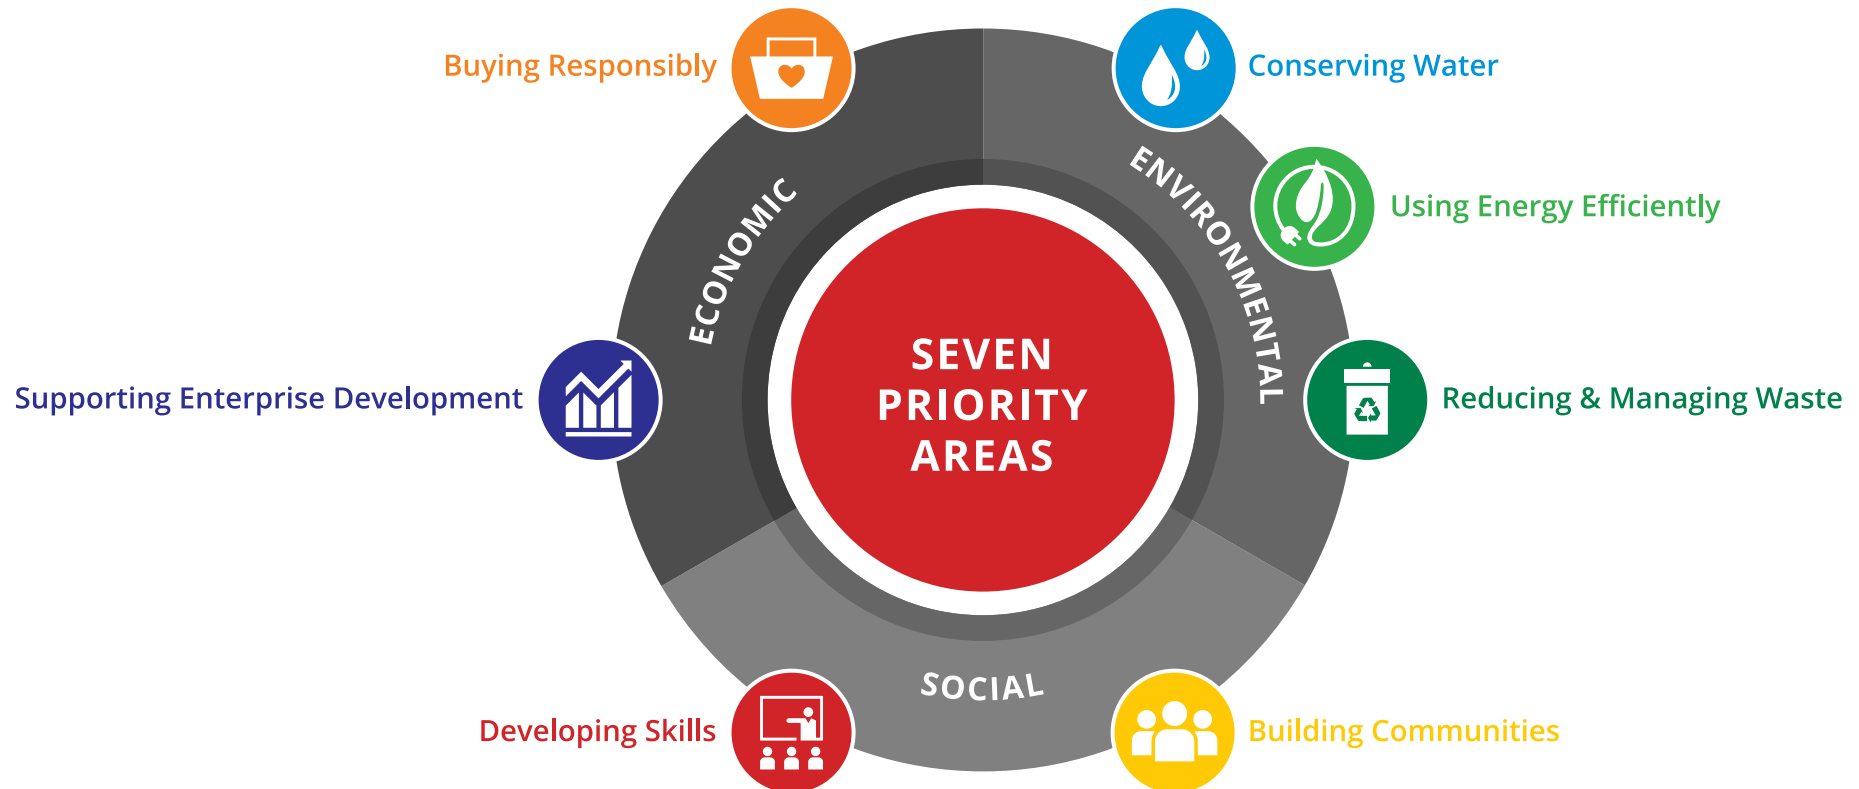 Buying Responsibly
Conserving Water
Using Energy Efficiently
ECONOMIC
ENVIRONMENTAL
SEVEN
PRIORITY
AREAS
Supporting Enterprise Development
Reducing & Managing Waste
SOCIAL
Developing Skills
Building Communities